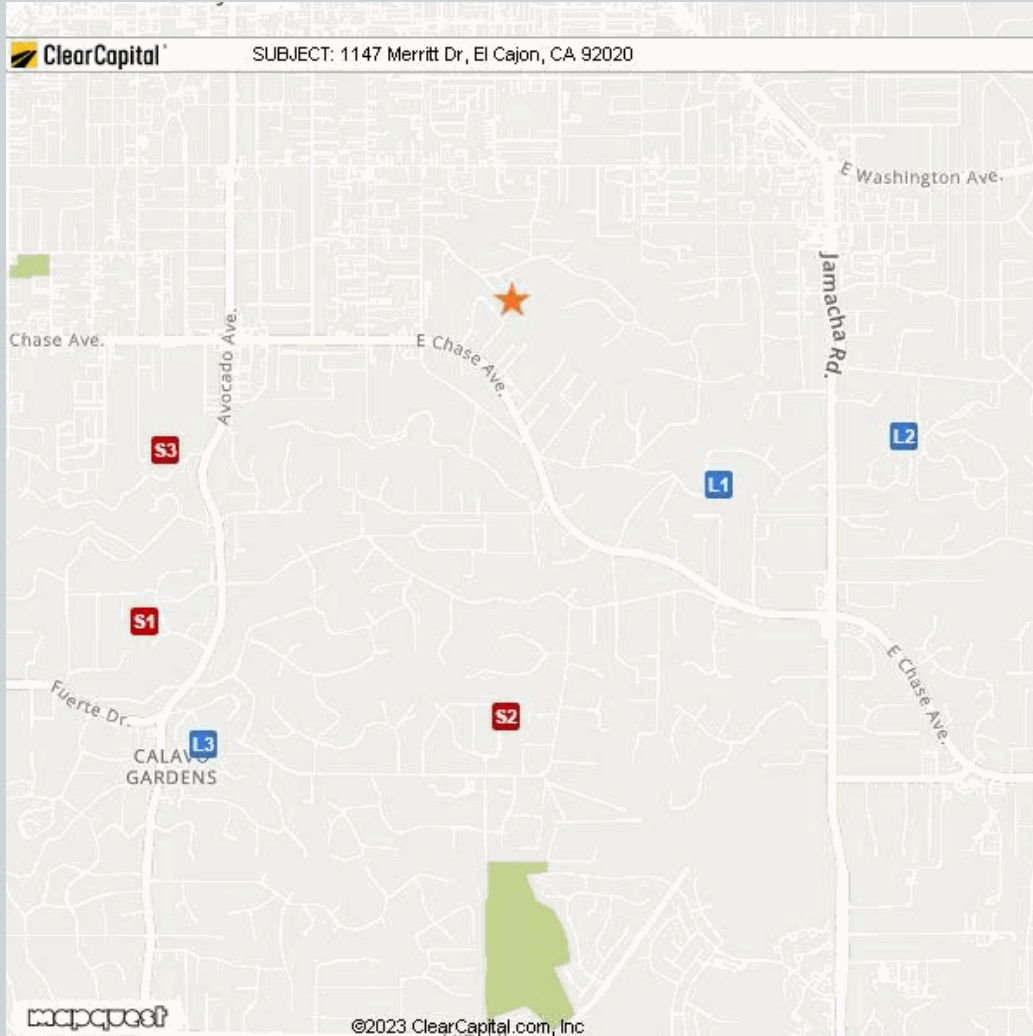 ClearCapital
SUBJECT: 1147 Merritt Dr, El Cajon, CA 92020
E Washington Ave.
Jamacha Rd.
Chase Ave.
Avocado Ave.
E Chase Ave.
S3
L2
L1
S1
E Chase Ave.
Fuerte Dr.
S2
L3
CALAVO
GARDENS
mapquest
©2023 ClearCapital.com, Inc